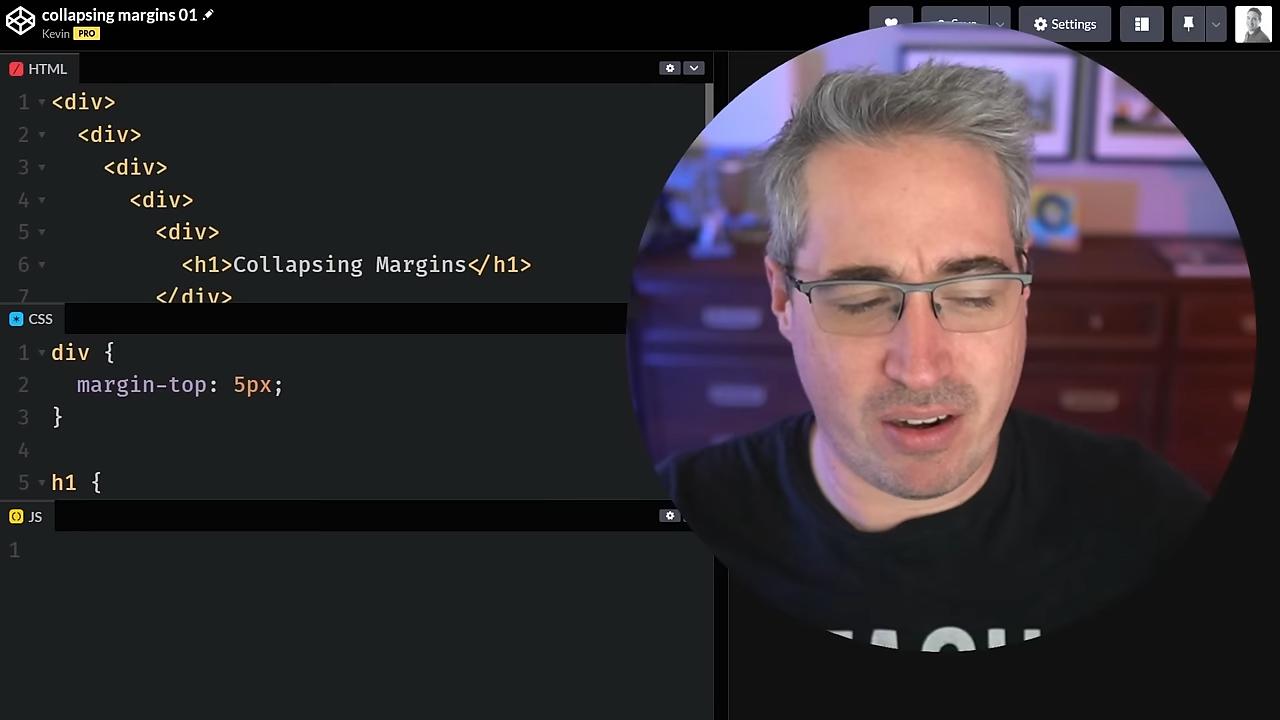 collapsing margins 01
Kevin PRO
Settings
HTML
1 <div>
2 <div>
3 <div>
4 <div>
5 <div>
6 <h1>Collapsing Margins</h1>
7 </div>
CSS
1 div {
2 margin-top: 5px;
3 }
4
5 h1 {
JS
1